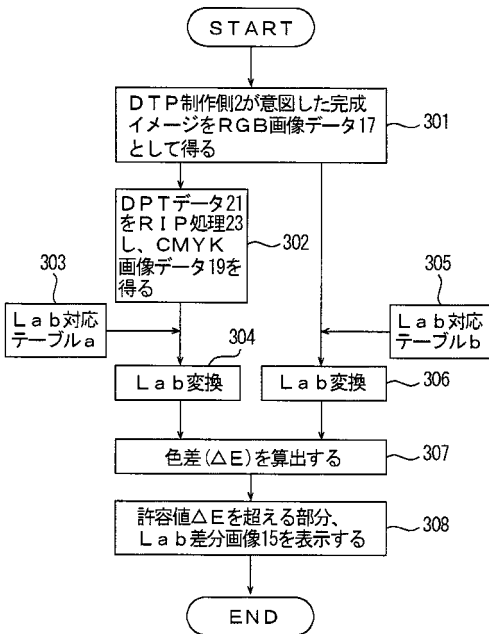 START
DTP制作側2が意図した完成
イメージをRGB画像データ17
として得る
301
DPTデータ21
をRIP処理23
し、CMYK
画像データ19を
得る
302
303
Lab対応
テーブルa
305
Lab対応
テーブルb
304
Lab変換
Lab変換
306
色差(△E)を算出する
307
許容値△Eを超える部分、
Lab差分画像15を表示する
308
END